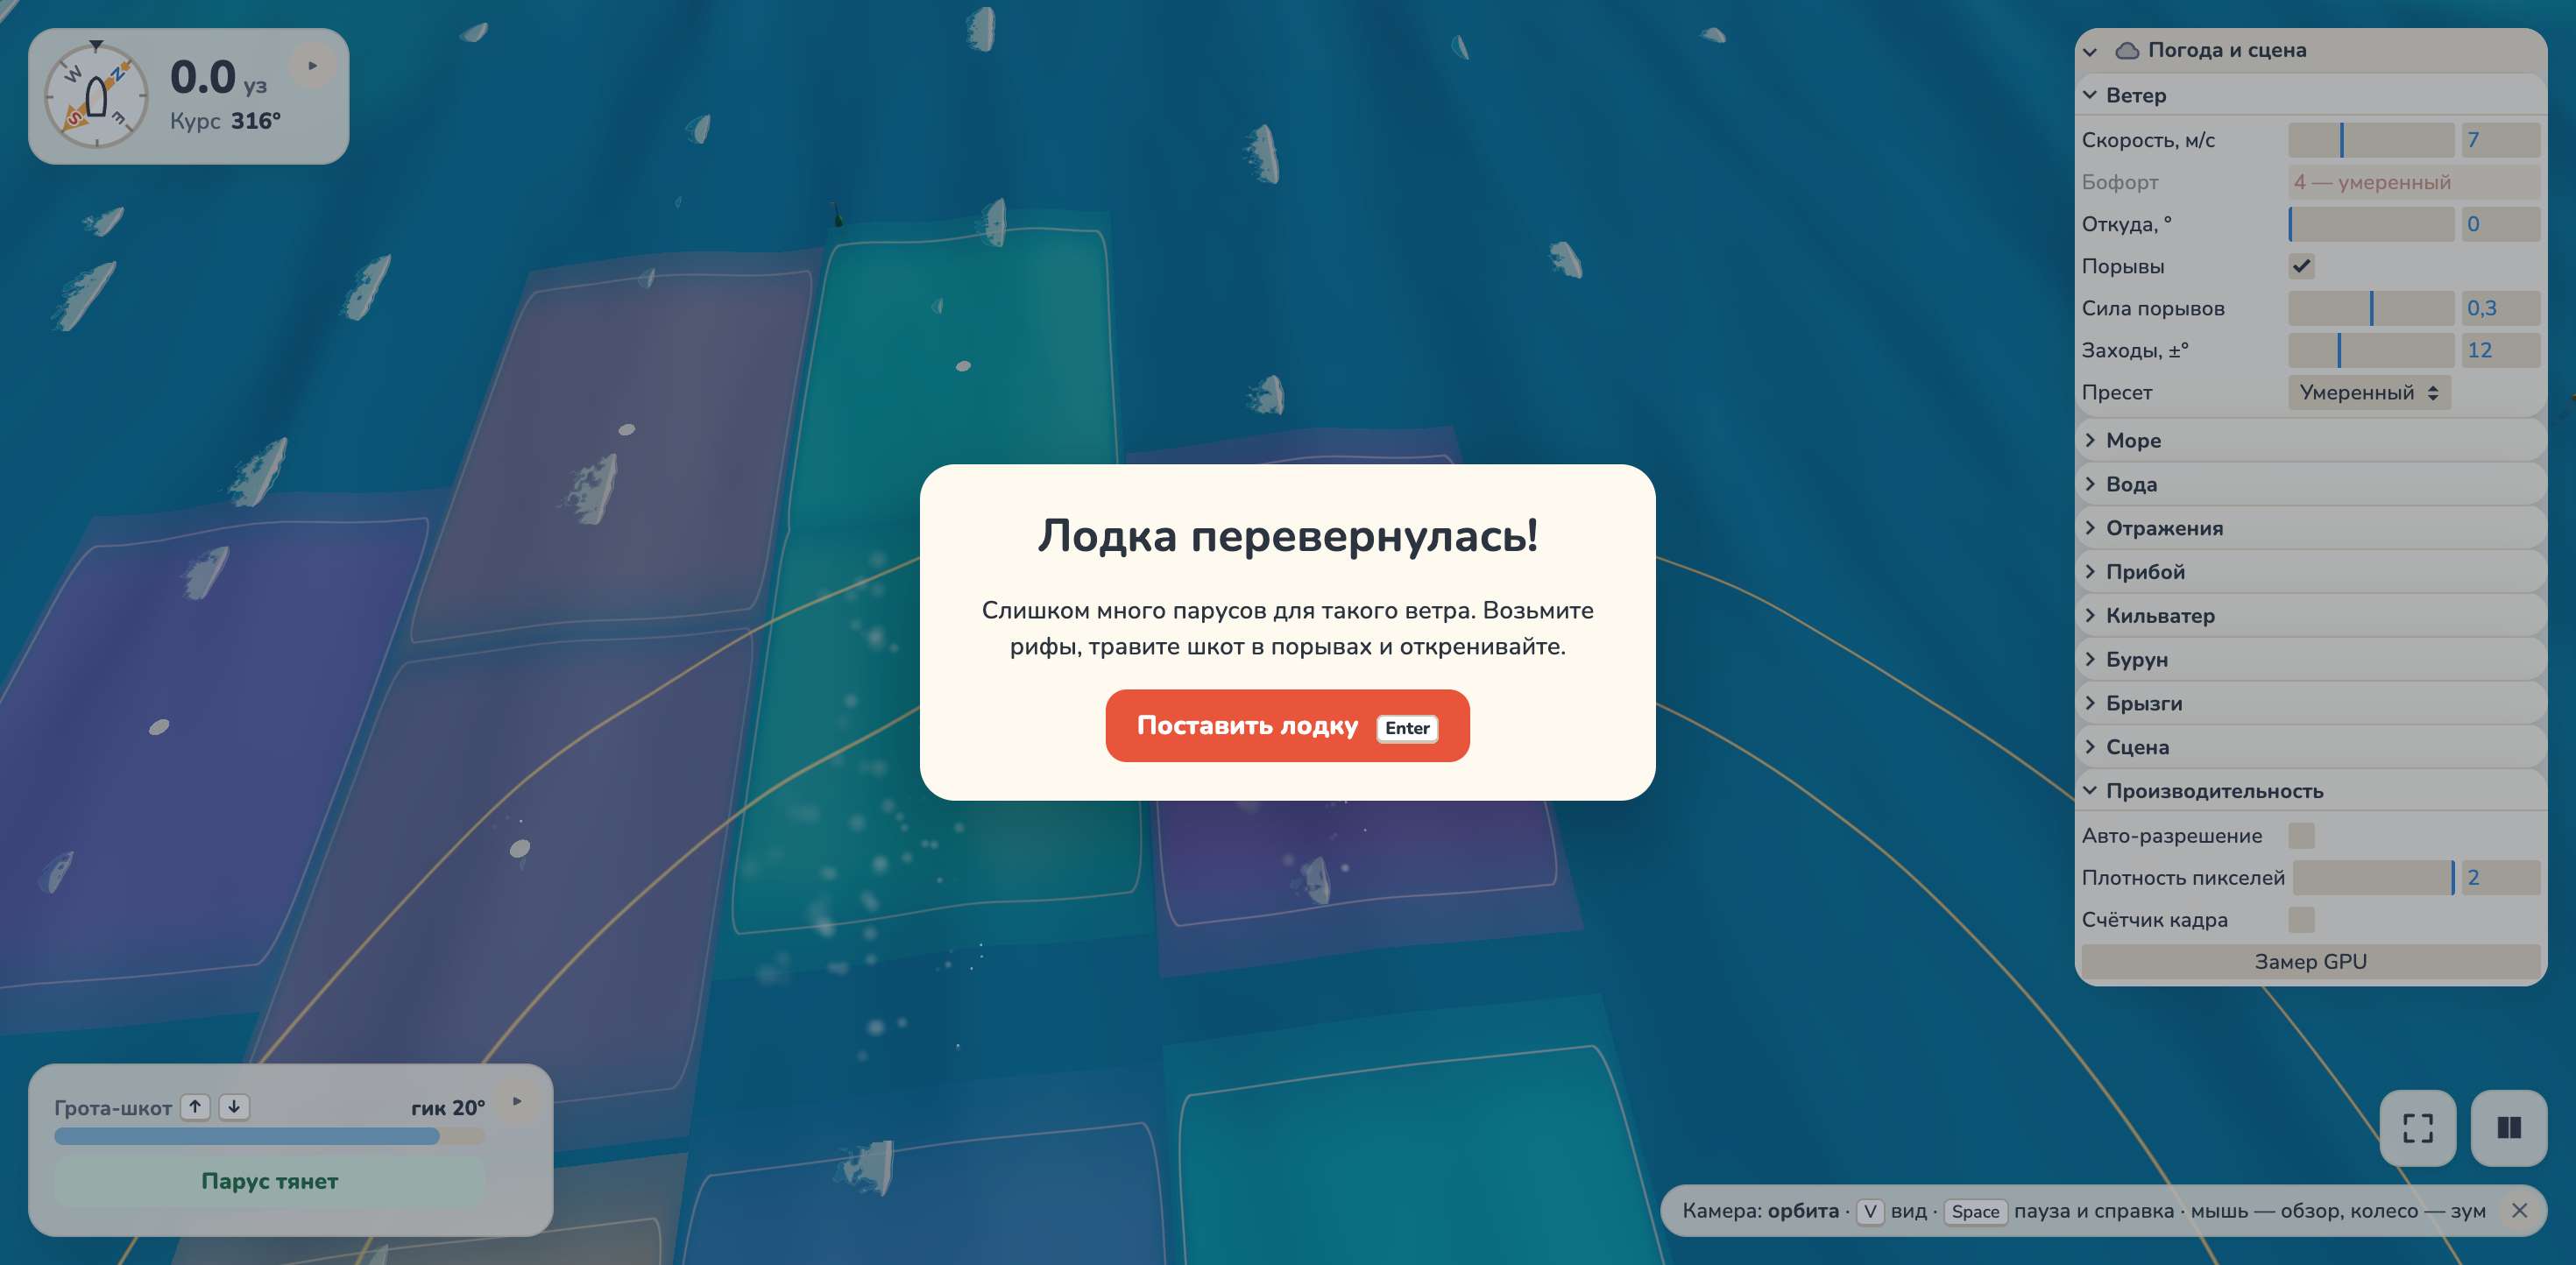 W N S E
0.0 уз
Курс 316°
Погода и сцена
Ветер
Скорость, м/с 7
Бофорт 4 — умеренный
Откуда, ° 0
Порывы
Сила порывов 0,3
Заходы, ±° 12
Пресет Умеренный
Море
Вода
Отражения
Прибой
Кильватер
Бурун
Брызги
Сцена
Производительность
Авто-разрешение
Плотность пикселей 2
Счётчик кадра
Замер GPU
Лодка перевернулась!
Слишком много парусов для такого ветра. Возьмите
рифы, травите шкот в порывах и откренивайте.
Поставить лодку Enter
Грота-шкот ↑ ↓ гик 20°
Парус тянет
Камера: орбита · V вид · Space пауза и справка · мышь — обзор, колесо — зум